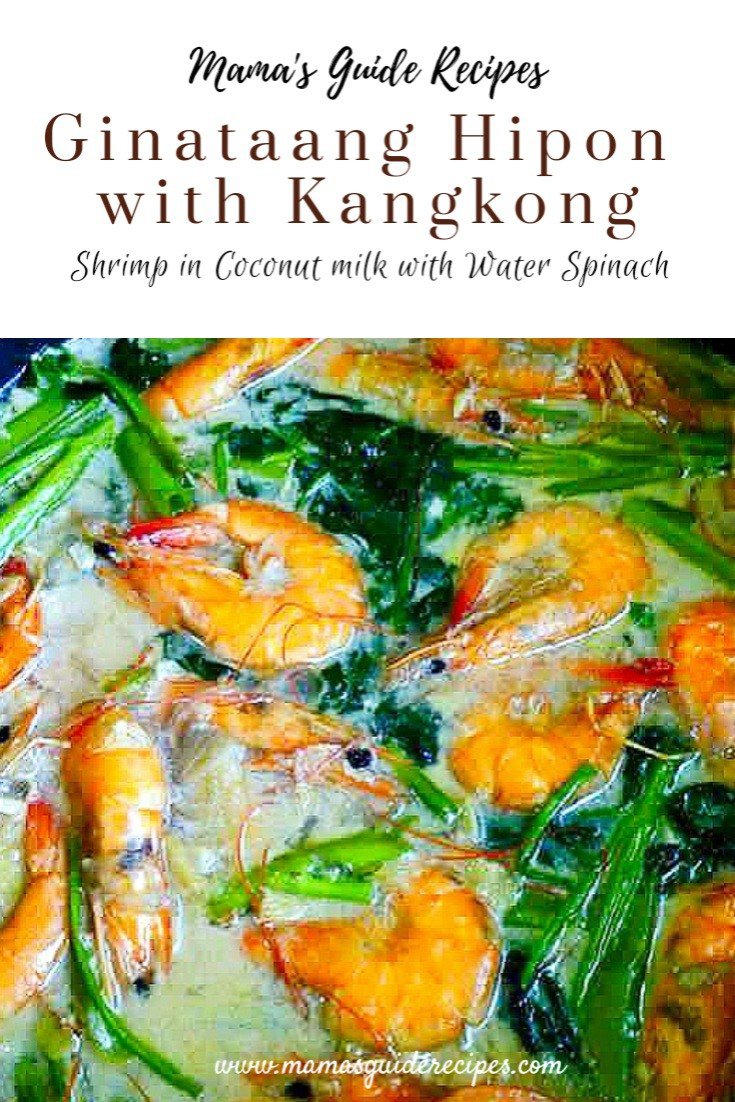 Mama's Guide Recipes
Ginataang Hipon
with Kangkong
Shrimp in Coconut milk with Water Spinach
www.mamasguiderecipes.com